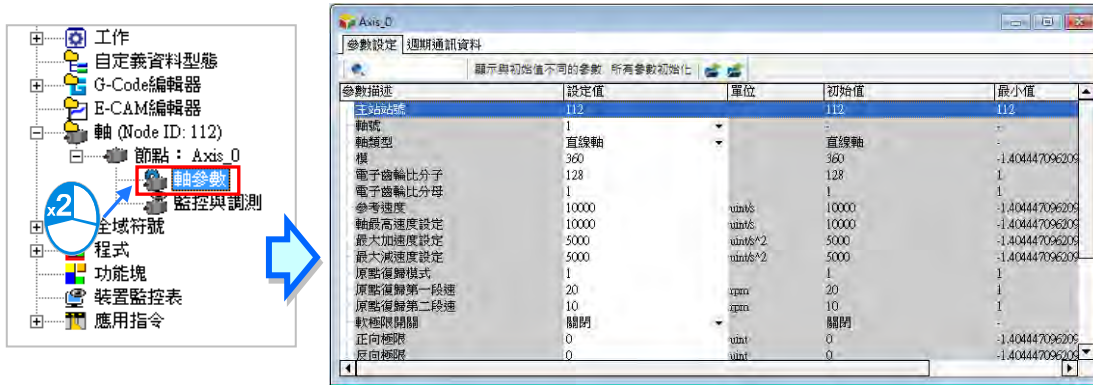 工作
自定義資料型態
G-Code編輯器
E-CAM編輯器
軸 (Node ID: 112)
節點： Axis_0
軸參數
監控與調測
x2
全域符號
程式
功能塊
裝置監控表
應用指令
Axis_0
參數設定 週期通訊資料
顯示與初始值不同的參數 所有參數初始化
參數描述 設定值 單位 初始值 最小值
主站站號 112 112 112
軸號 1 - -
軸類型 直線軸 直線軸 -
模 360 360 -1.404447096209
電子齒輪比分子 128 128 1
電子齒輪比分母 1 1 1
參考速度 10000 uint/s 10000 -1.404447096209
軸最高速度設定 10000 uint/s 10000 -1.404447096209
最大加速度設定 5000 uint/s^2 5000 -1.404447096209
最大減速度設定 5000 uint/s^2 5000 -1.404447096209
原點復歸模式 1 1 1
原點復歸第一段速 20 rpm 20 1
原點復歸第二段速 10 rpm 10 1
軟極限開關 關閉 關閉 -
正向極限 0 uint 0 -1.404447096209
反向極限 0 uint 0 -1.404447096209